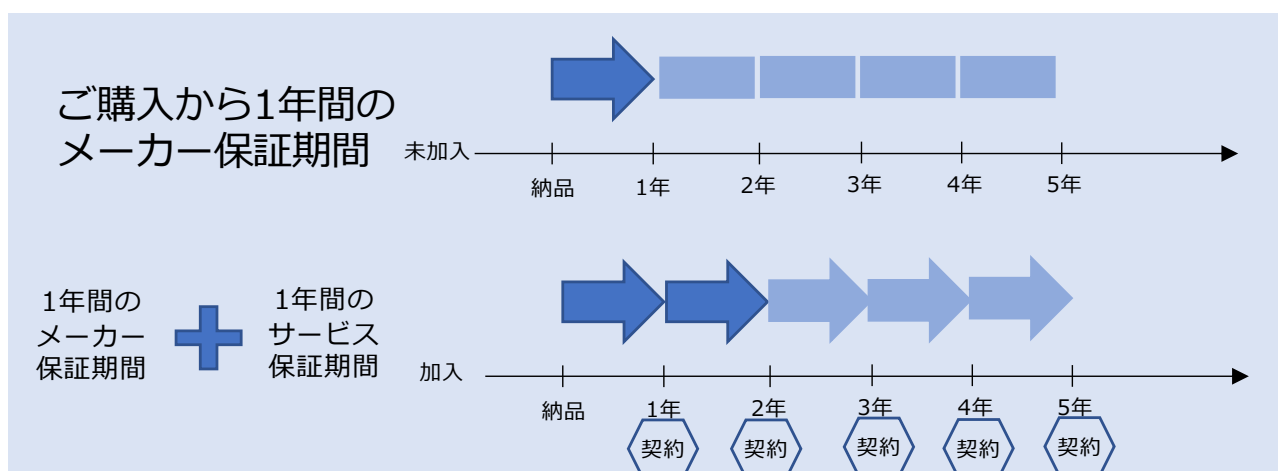 ご購入から1年間の
メーカー保証期間
未加入
納品 1年 2年 3年 4年 5年
1年間の
メーカー
保証期間
1年間の
サービス
保証期間
加入
納品 1年 2年 3年 4年 5年
契約 契約 契約 契約 契約